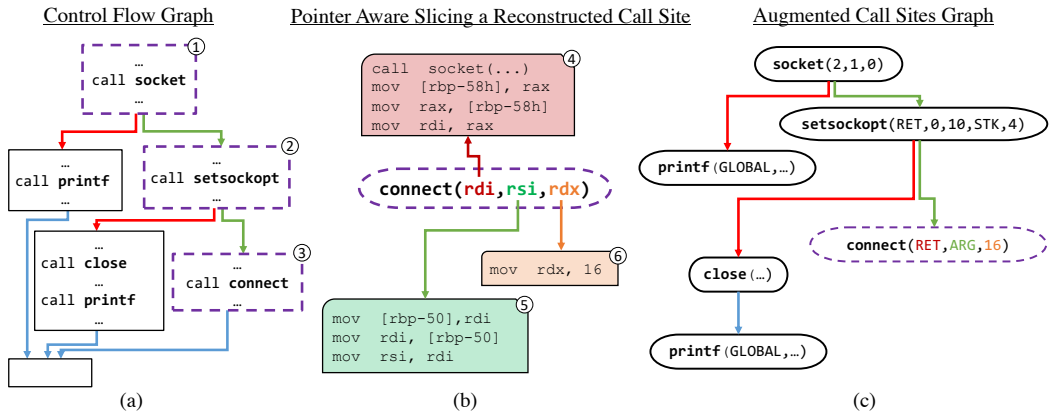 Control Flow Graph
…
①
call socket
…
…
②
call setsockopt
…
…
call printf
…
…
call close
…
call printf
…
…
③
call connect
…
(a)
Pointer Aware Slicing a Reconstructed Call Site
④
call socket(...)
mov [rbp-58h], rax
mov rax, [rbp-58h]
mov rdi, rax
connect(rdi,rsi,rdx)
⑥
mov rdx, 16
⑤
mov [rbp-50],rdi
mov rdi, [rbp-50]
mov rsi, rdi
(b)
Augmented Call Sites Graph
socket(2,1,0)
setsockopt(RET,0,10,STK,4)
printf(GLOBAL,…)
connect(RET,ARG,16)
close(…)
printf(GLOBAL,…)
(c)